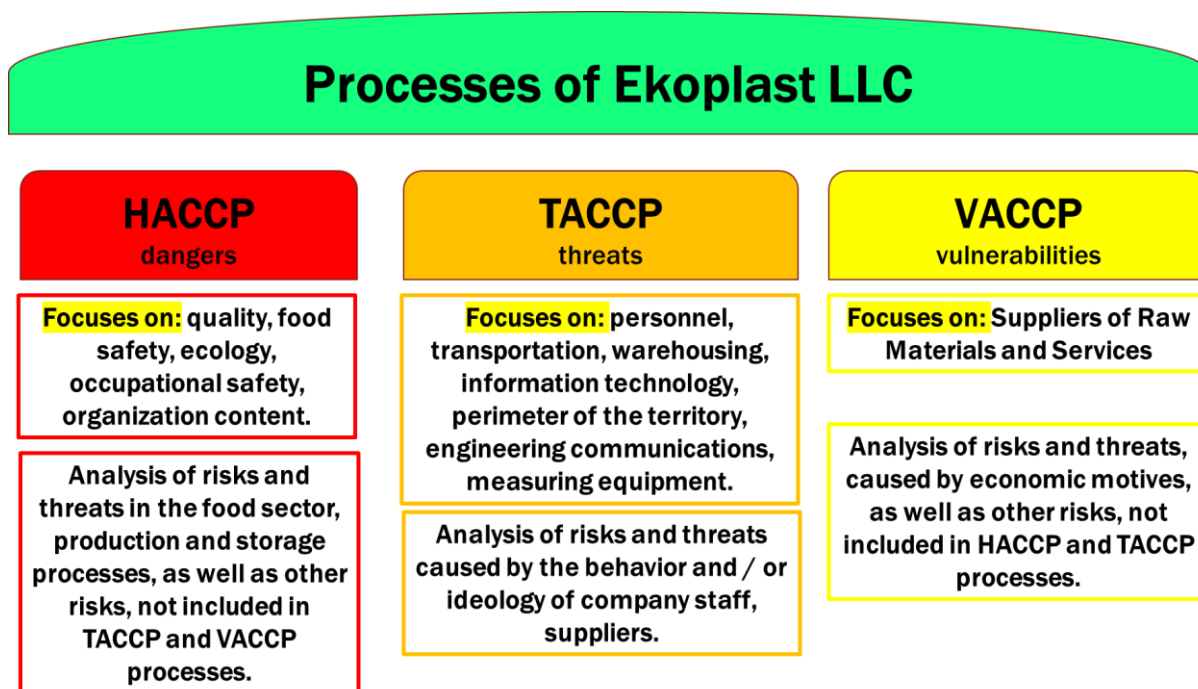 Processes of Ekoplast LLC
HACCP
dangers
Focuses on: quality, food
safety, ecology,
occupational safety,
organization content.
Analysis of risks and
threats in the food sector,
production and storage
processes, as well as other
risks, not included in
TACCP and VACCP
processes.
TACCP
threats
Focuses on: personnel,
transportation, warehousing,
information technology,
perimeter of the territory,
engineering communications,
measuring equipment.
Analysis of risks and threats
caused by the behavior and / or
ideology of company staff,
suppliers.
VACCP
vulnerabilities
Focuses on: Suppliers of Raw
Materials and Services
Analysis of risks and threats,
caused by economic motives,
as well as other risks, not
included in HACCP and TACCP
processes.